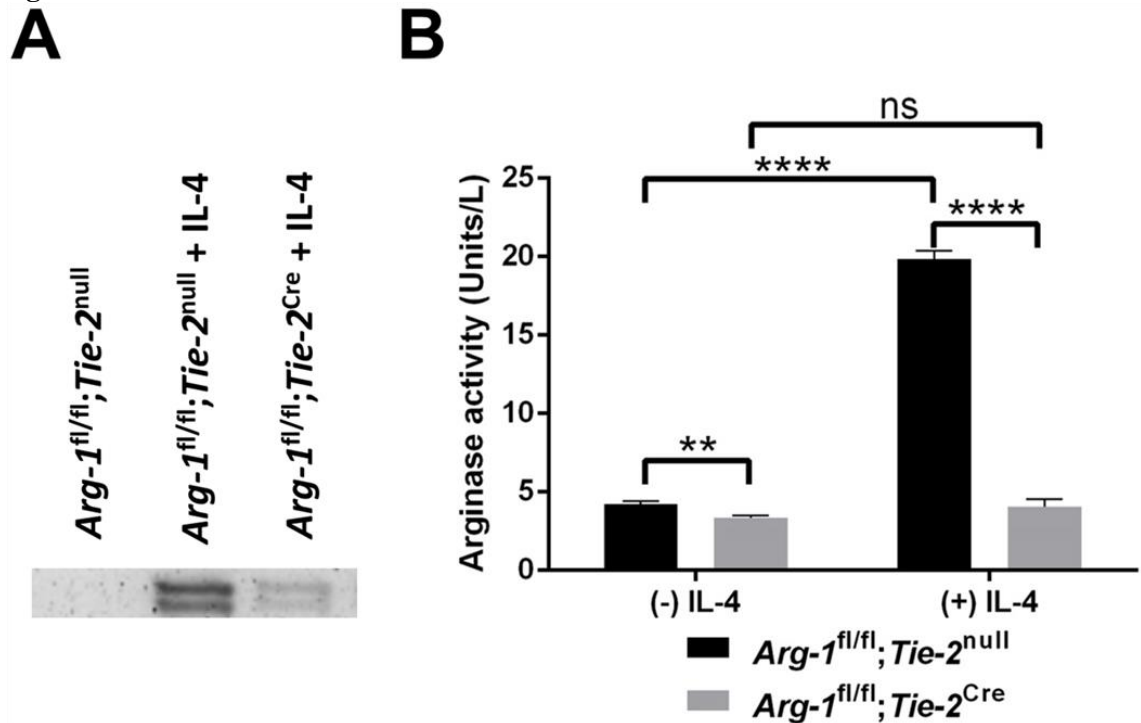 A
B
Arg-1fl/fl;Tie-2null
Arg-1fl/fl;Tie-2null + IL-4
Arg-1fl/fl;Tie-2Cre + IL-4
ns
****
****
**
Arginase activity (Units/L)
25
20
15
10
5
0
(-) IL-4
(+) IL-4
Arg-1fl/fl;Tie-2null
Arg-1fl/fl;Tie-2Cre